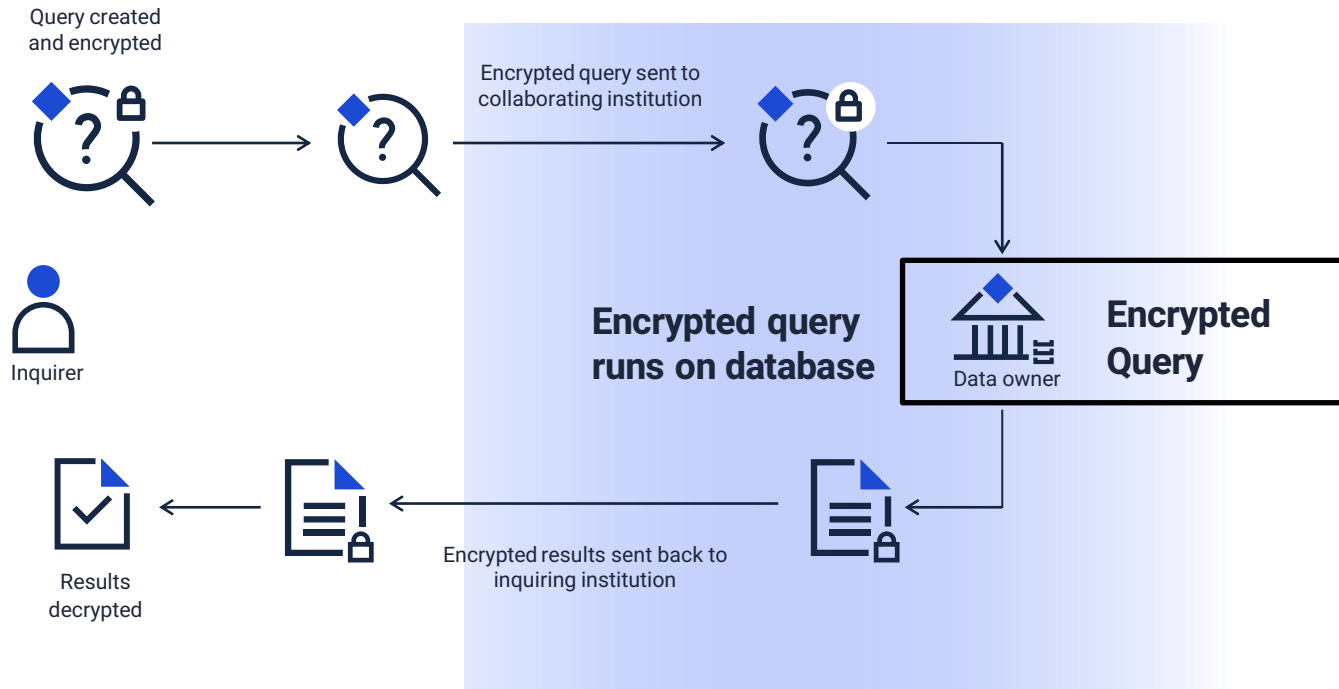 Query created
and encrypted
Encrypted query sent to
collaborating institution
Inquirer
Encrypted query
runs on database
Data owner
Encrypted
Query
Encrypted results sent back to
inquiring institution
Results
decrypted